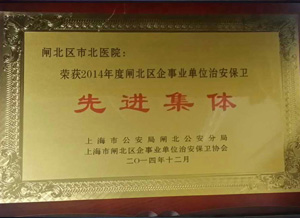 闸北区市北医院：
荣获2014年度闸北区企事业单位治安保卫
先进集体
上海市公安局闸北公安分局
上海市闸北区企事业单位治安保卫协会
二〇一四年十二月